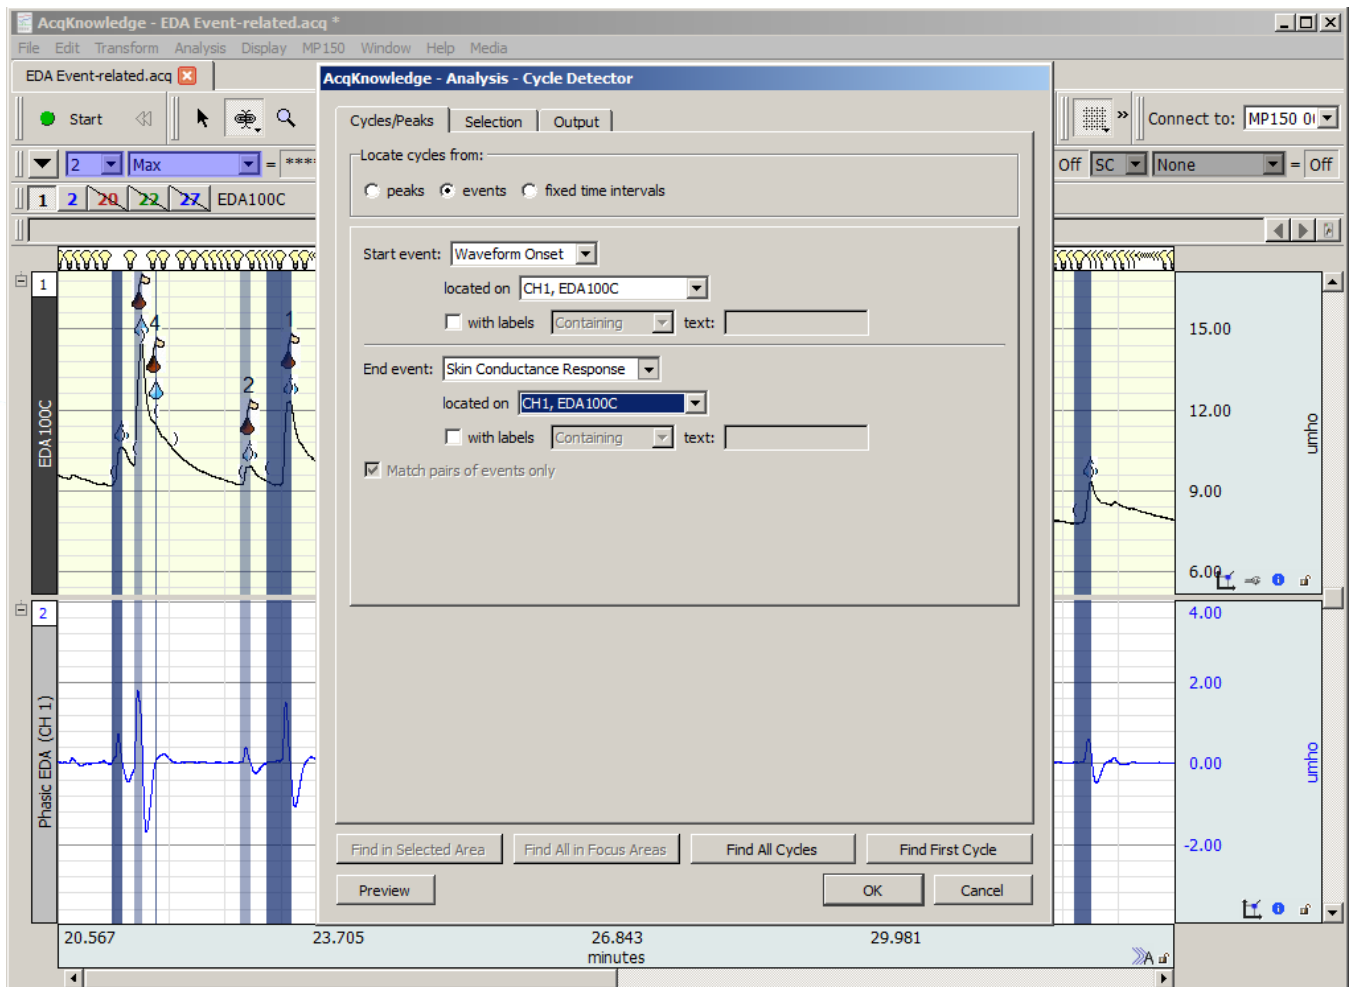 AcqKnowledge - EDA Event-related.acq *
File Edit Transform Analysis Display MP150 Window Help Media
EDA Event-related.acq
AcqKnowledge - Analysis - Cycle Detector
Start
Connect to: MP150 0
Cycles/Peaks Selection Output
2 Max = ****
Off SC None = Off
Locate cycles from:
peaks events fixed time intervals
1 2 20 22 27 EDA100C
Start event: Waveform Onset
located on CH1, EDA100C
with labels Containing text:
End event: Skin Conductance Response
located on CH1, EDA100C
with labels Containing text:
Match pairs of events only
1
4
1
2
EDA100C
15.00
12.00
9.00
6.00
umho
2
Phasic EDA (CH 1)
4.00
2.00
0.00
-2.00
umho
Find in Selected Area Find All in Focus Areas Find All Cycles Find First Cycle
Preview OK Cancel
20.567 23.705 26.843 29.981
minutes
A